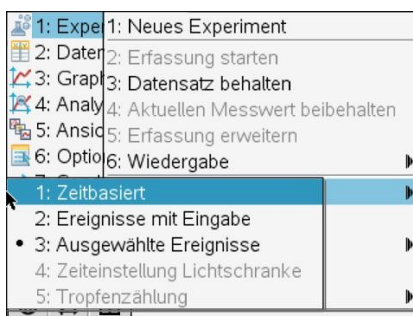 1: Expe
1: Neues Experiment
2: Daten
2: Erfassung starten
3: Graph
3: Datensatz behalten
4: Analy
4: Aktuellen Messwert beibehalten
5: Ansic
5: Erfassung erweitern
6: Optio
6: Wiedergabe
1: Zeitbasiert
2: Ereignisse mit Eingabe
3: Ausgewählte Ereignisse
4: Zeiteinstellung Lichtschranke
5: Tropfenzählung